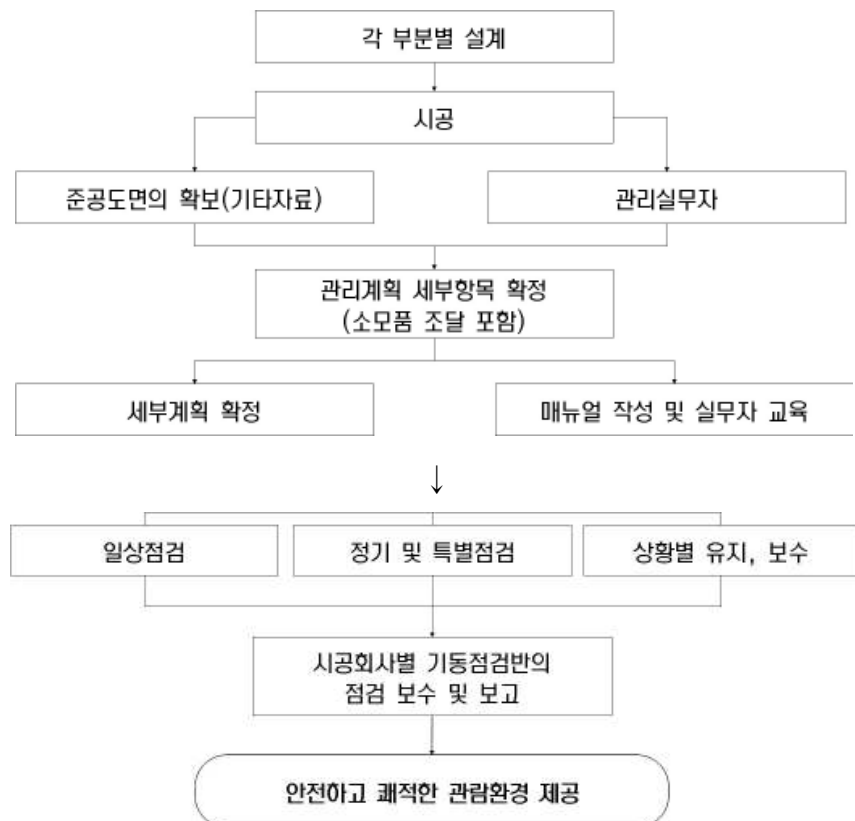 각 부분별 설계
시공
준공도면의 확보(기타자료)
관리실무자
관리계획 세부항목 확정
(소모품 조달 포함)
세부계획 확정
매뉴얼 작성 및 실무자 교육
일상점검
정기 및 특별점검
상황별 유지, 보수
시공회사별 기동점검반의
점검 보수 및 보고
안전하고 쾌적한 관람환경 제공